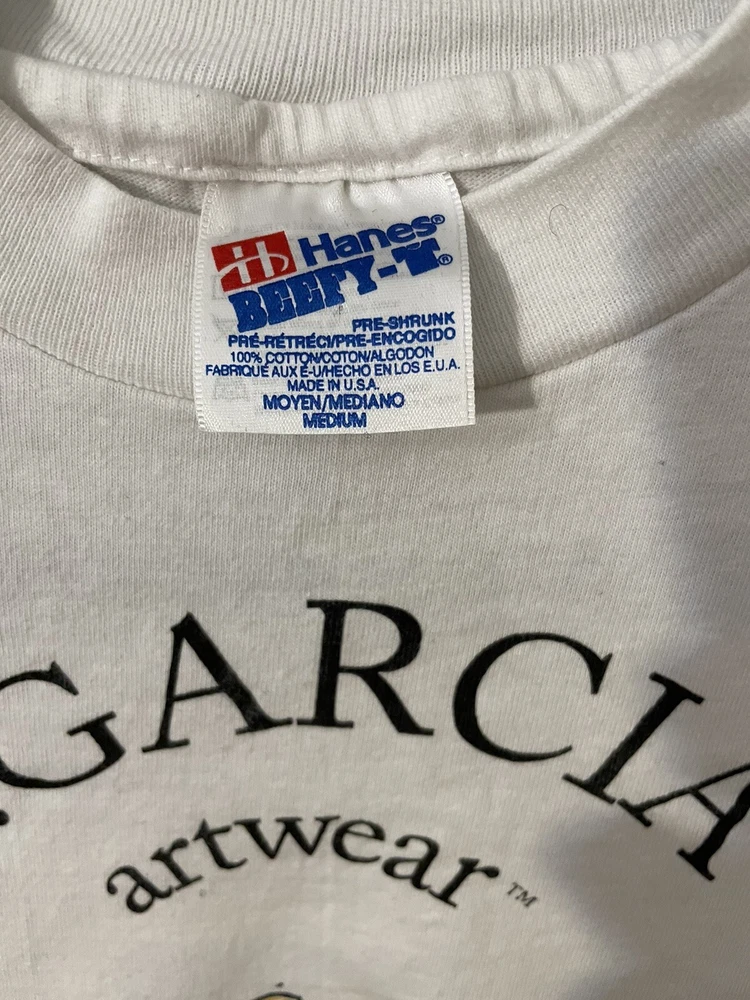 Hanes®
BEEFY-T®
PRE-SHRUNK
PRÉ-RÉTRÉCI/PRE-ENCOGIDO
100% COTTON/COTON/ALGODON
FABRIQUÉ AUX É-U/HECHO EN LOS E.U.A.
MADE IN U.S.A.
MOYEN/MEDIANO
MEDIUM
.GARCIA
artwear™